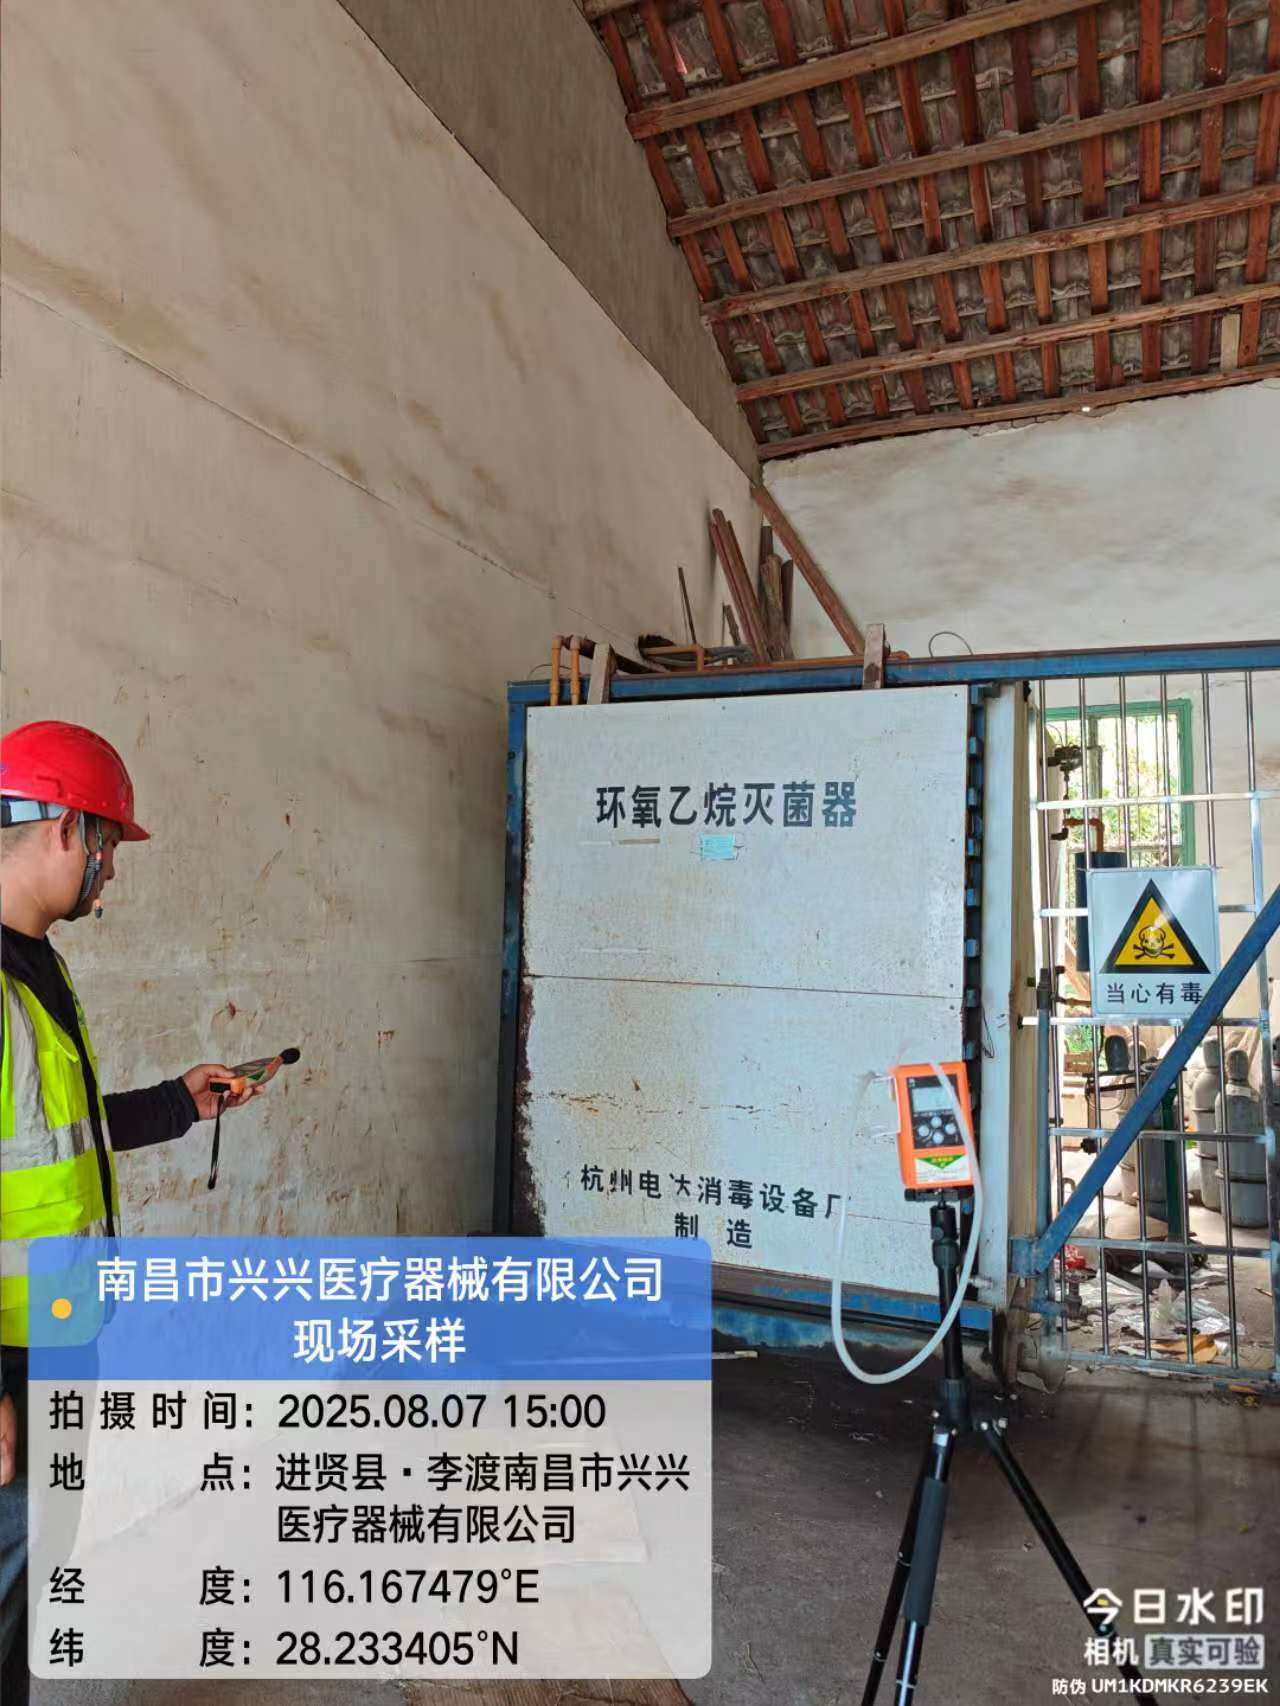 环氧乙烷灭菌器
当心有毒
杭州电达消毒设备厂
制 造
南昌市兴兴医疗器械有限公司
现场采样
拍摄时间：2025.08.07 15:00
地 点：进贤县·李渡南昌市兴兴
医疗器械有限公司
经 度：116.167479°E
纬 度：28.233405°N
今日水印
相机 真实可验
防伪 UM1KDMKR6239EK